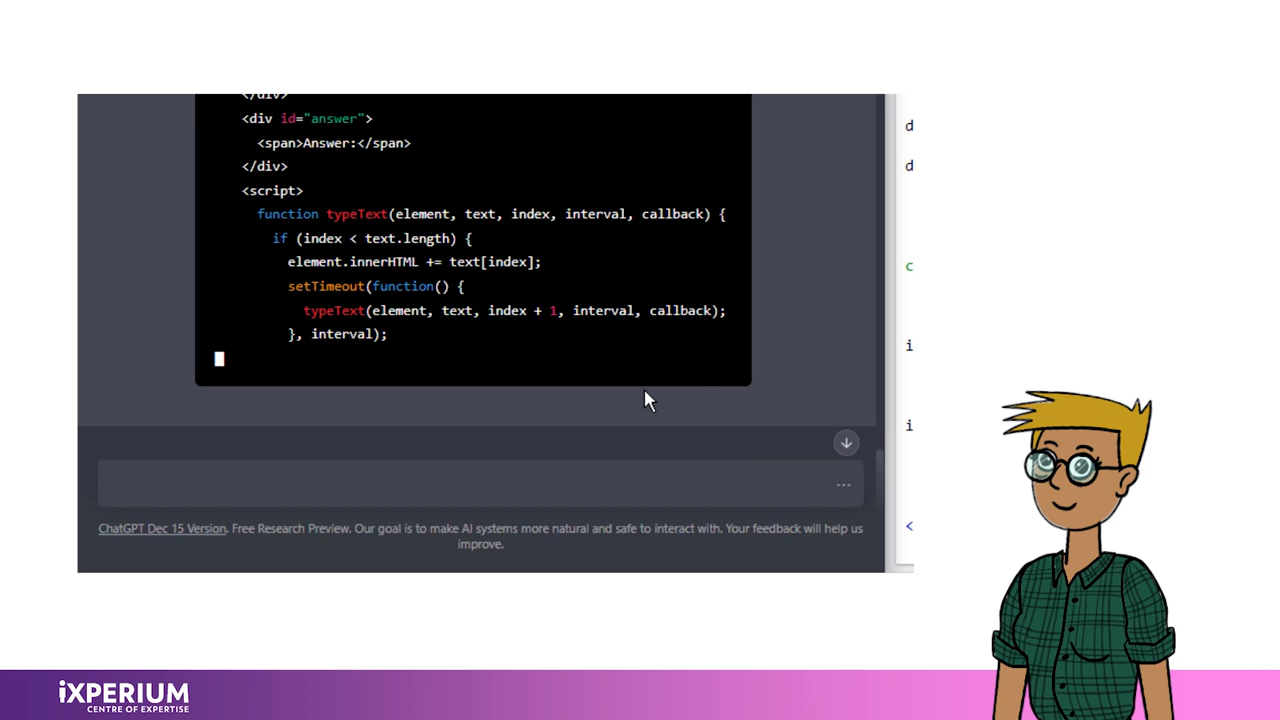 </div>
<div id="answer">
<span>Answer:</span>
</div>
<script>
function typeText(element, text, index, interval, callback) {
if (index < text.length) {
element.innerHTML += text[index];
setTimeout(function() {
typeText(element, text, index + 1, interval, callback);
}, interval);
ChatGPT Dec 15 Version. Free Research Preview. Our goal is to make AI systems more natural and safe to interact with. Your feedback will help us
improve.
d
d
c
i
i
<
iXPERIUM
CENTRE OF EXPERTISE